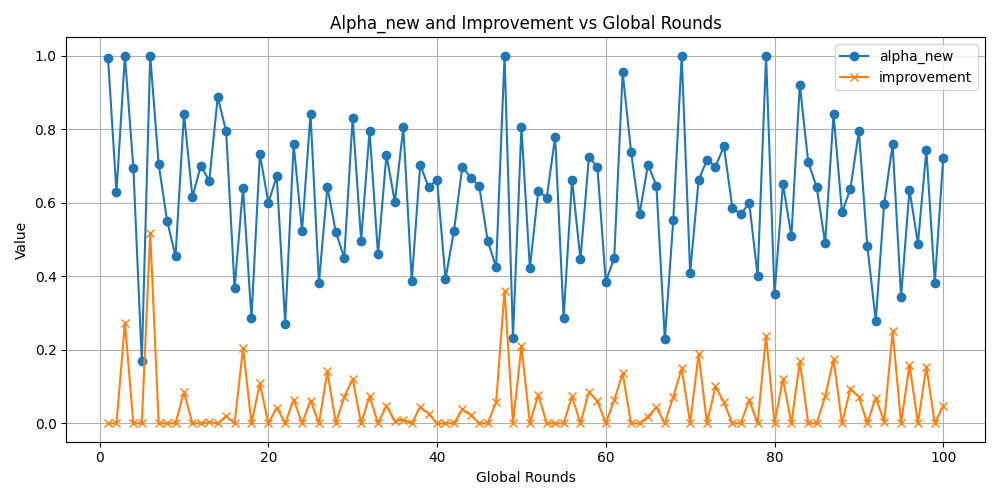 Alpha_new and Improvement vs Global Rounds
alpha_new
improvement
Value
1.0
0.8
0.6
0.4
0.2
0.0
0 20 40 60 80 100
Global Rounds